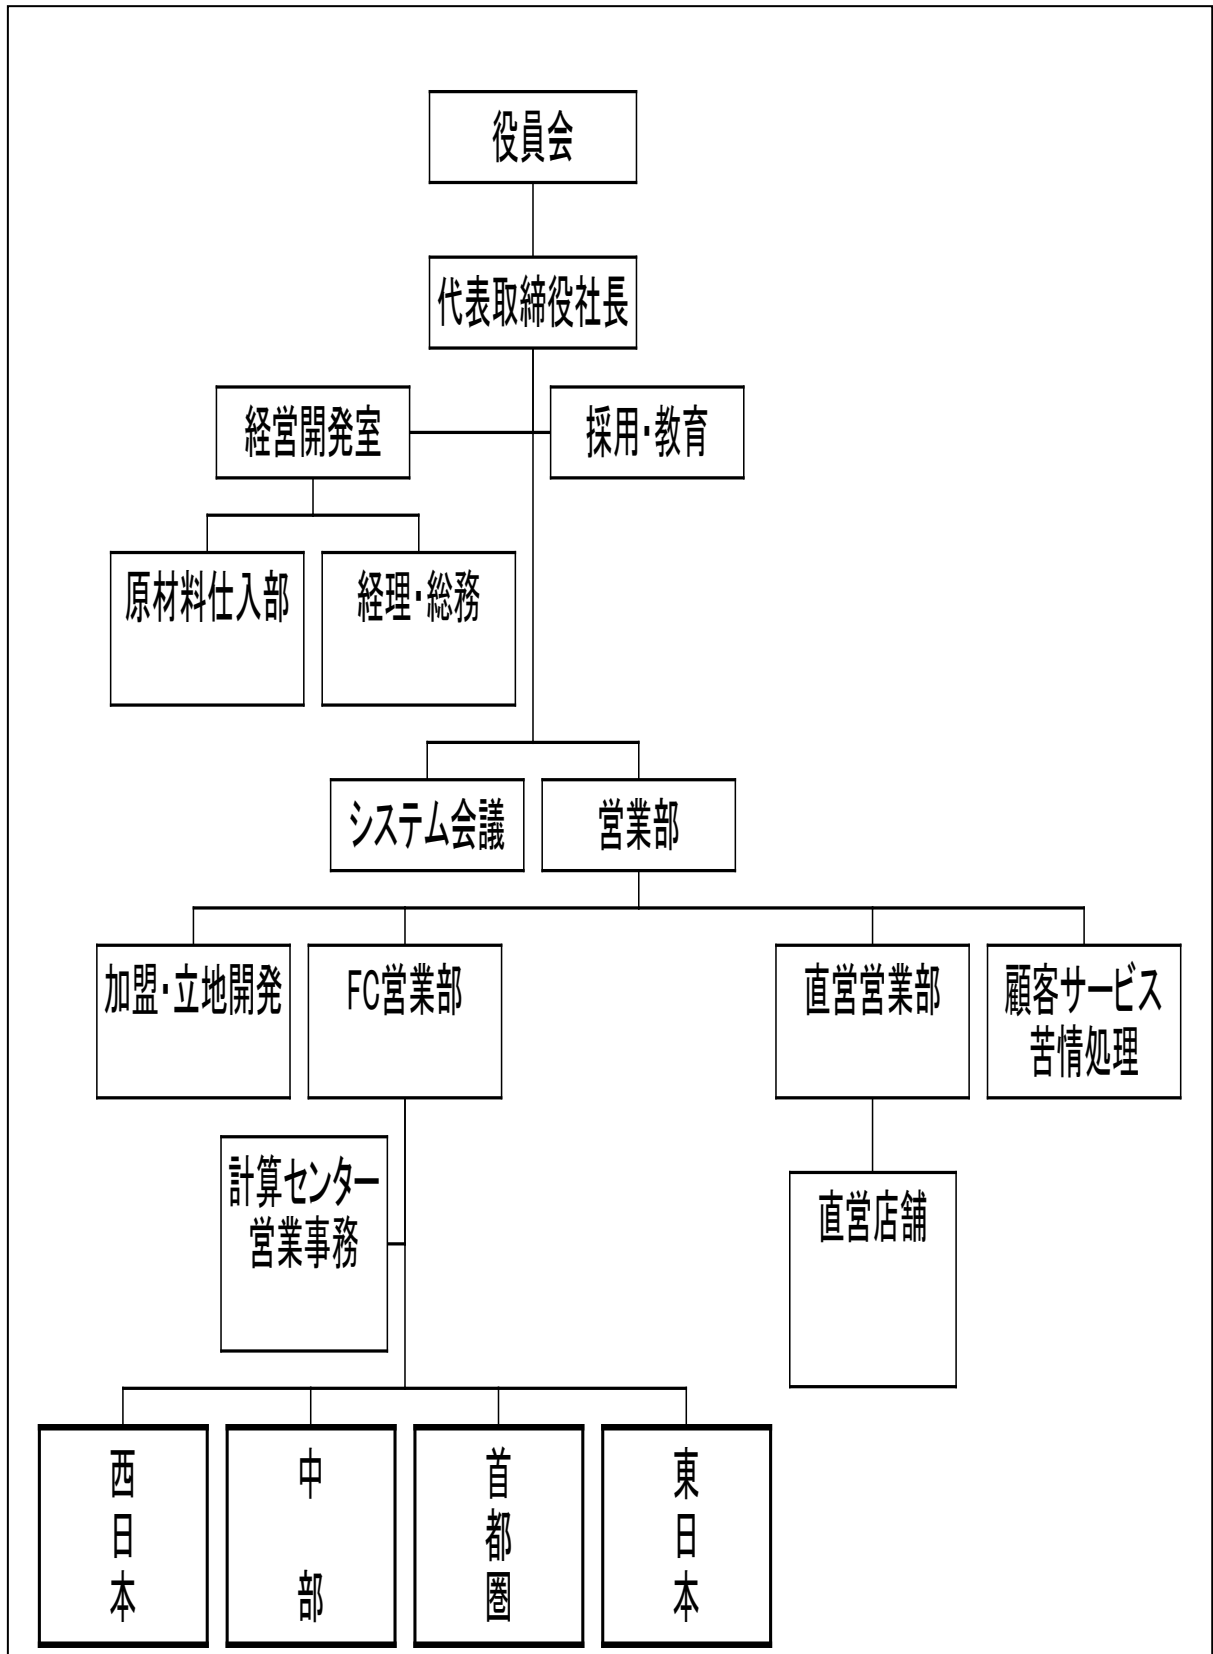 役員会
代表取締役社長
経営開発室
採用・教育
原材料仕入部
経理・総務
システム会議
営業部
加盟・立地開発
FC営業部
直営営業部
顧客サービス
苦情処理
計算センター
営業事務
直営店舗
西日本
中部
首都圏
東日本